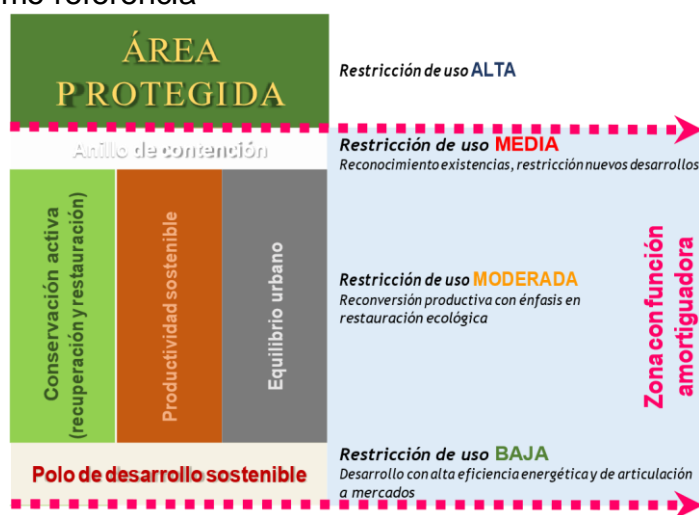 ÁREA
PROTEGIDA
Restricción de uso ALTA
Anillo de contención
Restricción de uso MEDIA
Reconocimiento existencias, restricción nuevos desarrollos
Conservación activa
(recuperación y restauración)
Productividad sostenible
Equilibrio urbano
Restricción de uso MODERADA
Reconversión productiva con énfasis en
restauración ecológica
Zona con función
amortiguadora
Polo de desarrollo sostenible
Restricción de uso BAJA
Desarrollo con alta eficiencia energética y de articulación
a mercados